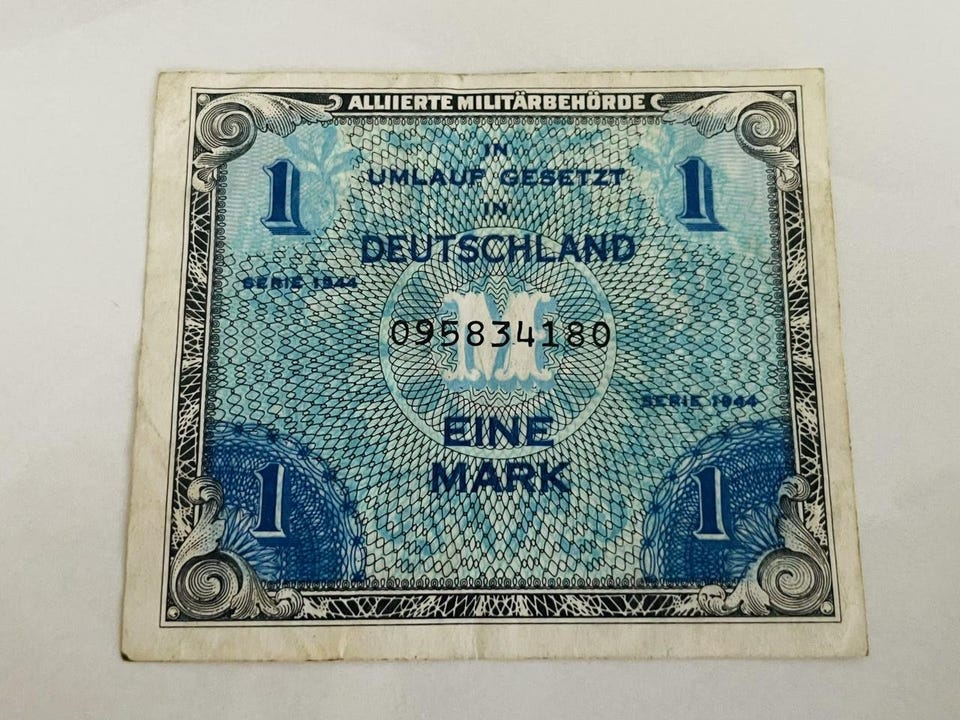 ALLIIERTE MILITÄRBEHÖRDE
1 IN 1
UMLAUF GESETZT
IN
DEUTSCHLAND
SERIE 1944
M
095834180
SERIE 1944
EINE
MARK
1 1